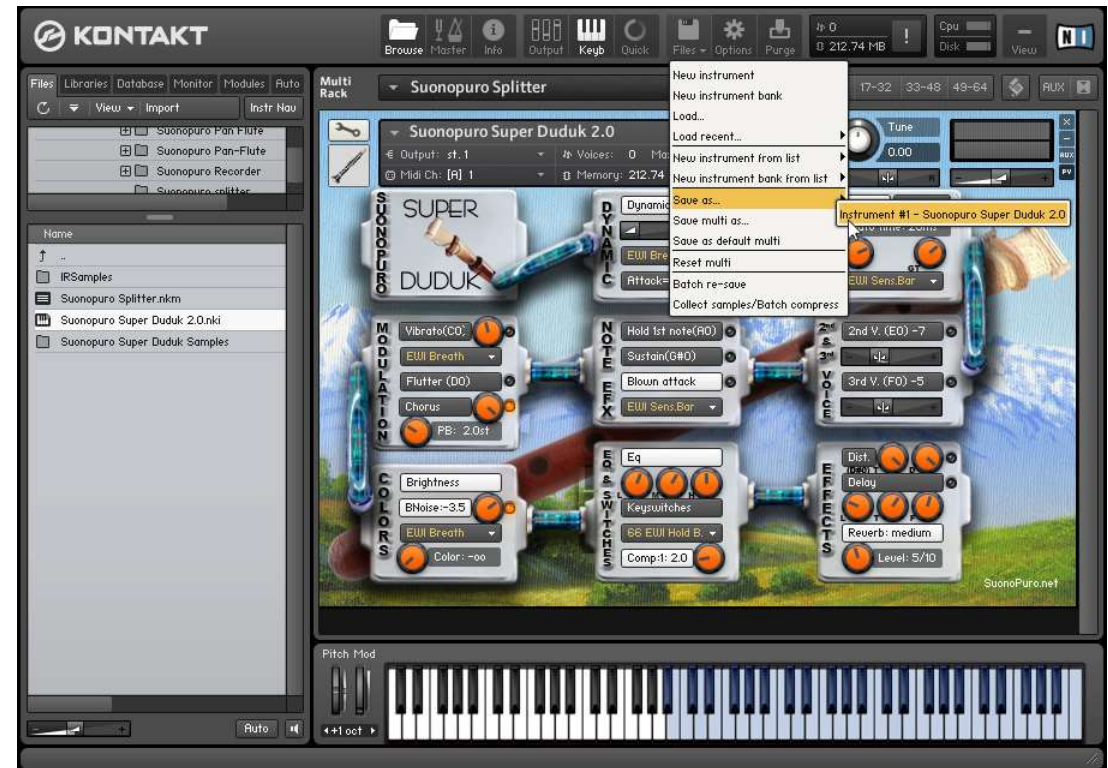 KONTAKT
Browse Master Info Output Keyb Quick Files Options Purge
0
212.74 MB
!
Cpu
Disk
View
Files Libraries Database Monitor Modules Auto
View Import Instr Nav
Suonopuro Pan Flute
Suonopuro Pan-Flute
Suonopuro Recorder
Suonopuro splitter
Name
..
IRSamples
Suonopuro Splitter.nkm
Suonopuro Super Duduk 2.0.nki
Suonopuro Super Duduk Samples
Auto
Multi
Rack
Suonopuro Splitter
17-32 33-48 49-64 AUX
New instrument
New instrument bank
Load...
Load recent...
New instrument from list
New instrument bank from list
Save as...
Save multi as...
Save as default multi
Reset multi
Batch re-save
Collect samples/Batch compress
Instrument #1 - Suonopuro Super Duduk 2.0
Suonopuro Super Duduk 2.0
Output: st.1 Voices: 0
Midi Ch: [A] 1 Memory: 212.74
Tune
0.00
AUX
PV
SUONOPURO
SUPER
DUDUK
DYNAMIC
EWI Sens.Bar
MODULATION
Vibrato(C0)
EWI Breath
Flutter (D0)
Chorus
PB: 2.0st
NOTE EFX
Hold 1st note(A0)
Sustain(G#0)
Blown attack
EWI Sens.Bar
2nd & 3rd VOICE
2nd V. (E0) -7
3rd V. (F0) -5
COLORS
Brightness
BNoise:-3.5
EWI Breath
Color: -oo
EQ & SWITCHES
Eq
Keyswitches
66 EWI Hold B.
Comp:1: 2.0
EFFECTS
Dist.
Delay
Reverb: medium
Level: 5/10
SuonoPuro.net
Pitch Mod
+1 oct